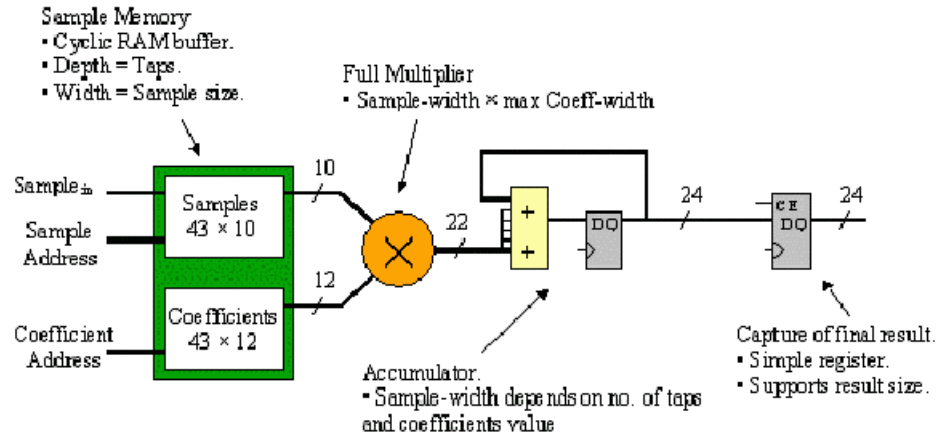 Sample Memory
▪ Cyclic RAM buffer.
▪ Depth = Taps.
▪ Width = Sample size.
Full Multiplier
▪ Sample-width × max Coeff-width
Sample in
Sample
Address
Samples
43 × 10
10
Coefficient
Address
Coefficients
43 × 12
12
22
+
+
DQ
24
CE
DQ
24
Accumulator.
▪ Sample-width depends on no. of taps
and coefficients value
Capture of final result.
▪ Simple register.
▪ Supports result size.